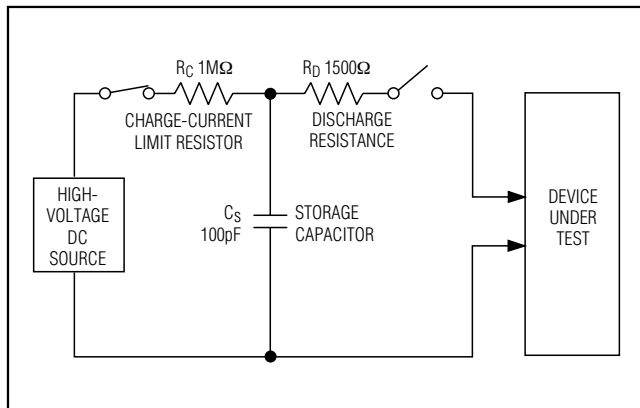 R_C 1MΩ
CHARGE-CURRENT
LIMIT RESISTOR
R_D 1500Ω
DISCHARGE
RESISTANCE
HIGH-
VOLTAGE
DC
SOURCE
C_S
100pF
STORAGE
CAPACITOR
DEVICE
UNDER
TEST